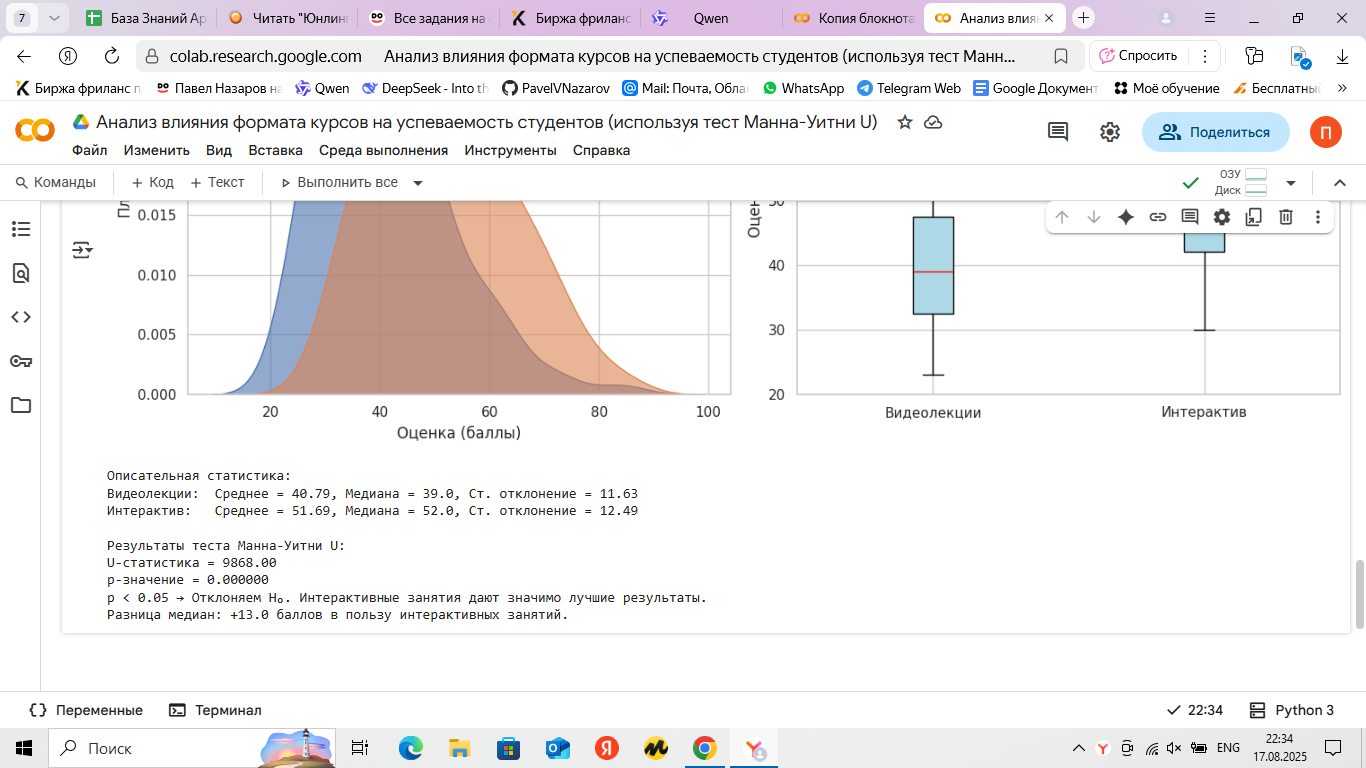 7
База Знаний Ар
Читать "Юнлин
Все задания на
Биржа фриланс
Qwen
Копия блокнота
Анализ влия
colab.research.google.com
Анализ влияния формата курсов на успеваемость студентов (используя тест Манн...
Спросить
Биржа фриланс п
Павел Назаров на
Qwen
DeepSeek - Into th
PavelVNazarov
Mail: Почта, Обла
WhatsApp
Telegram Web
Google Документ
Моё обучение
Бесплатный
»
Анализ влияния формата курсов на успеваемость студентов (используя тест Манна-Уитни U)
Поделиться
П
Файл Изменить Вид Вставка Среда выполнения Инструменты Справка
Команды + Код + Текст Выполнить все
ОЗУ
Диск
0.015
0.010
0.005
0.000
20 40 60 80 100
Оценка (баллы)
40
30
20
Видеолекции Интерактив
Описательная статистика:
Видеолекции: Среднее = 40.79, Медиана = 39.0, Ст. отклонение = 11.63
Интерактив: Среднее = 51.69, Медиана = 52.0, Ст. отклонение = 12.49
Результаты теста Манна-Уитни U:
U-статистика = 9868.00
p-значение = 0.000000
p < 0.05 → Отклоняем H₀. Интерактивные занятия дают значимо лучшие результаты.
Разница медиан: +13.0 баллов в пользу интерактивных занятий.
Переменные Терминал
22:34 Python 3
Поиск
ENG
22:34
17.08.2025